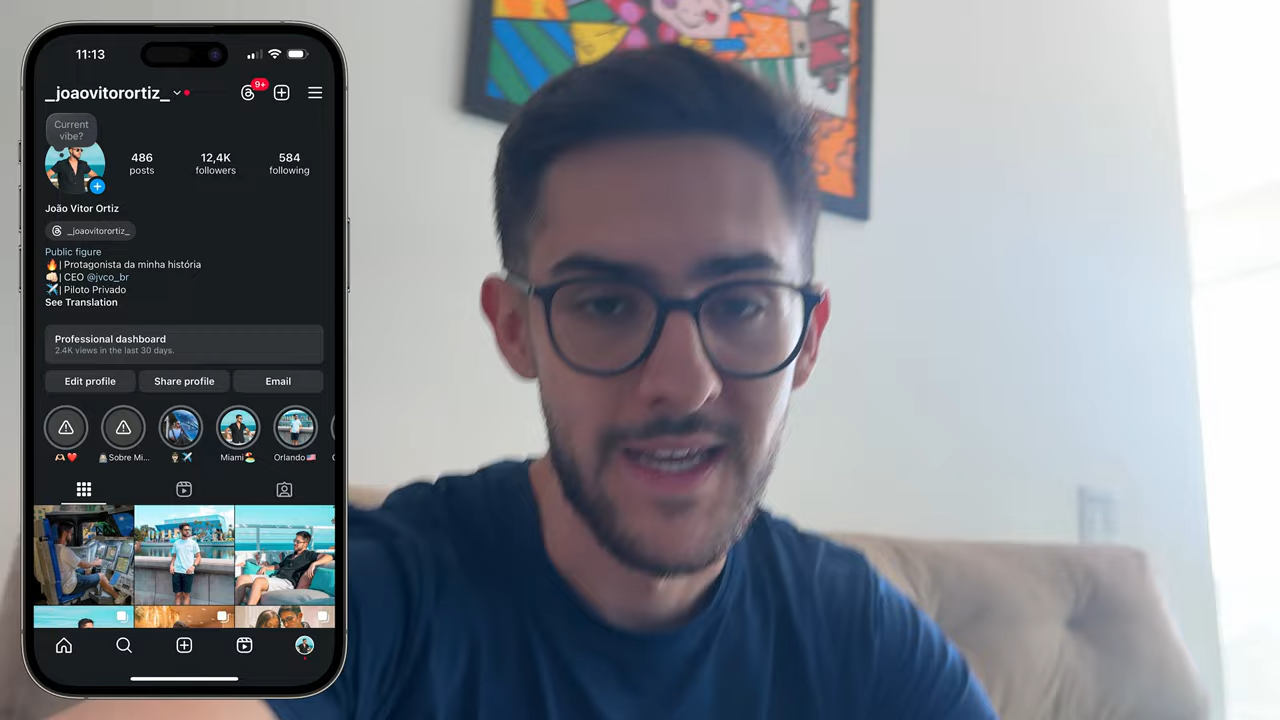 11:13
_joaovitorortiz_
9+
Current
vibe?
486
posts
12,4K
followers
584
following
João Vitor Ortiz
_joaovitorortiz_
Public figure
🔥| Protagonista da minha história
👊🏻| CEO @jvco_br
✈️| Piloto Privado
See Translation
Professional dashboard
2.4K views in the last 30 days.
Edit profile
Share profile
Email
Sobre Mi...
Miami🏖️
Orlando🇺🇸